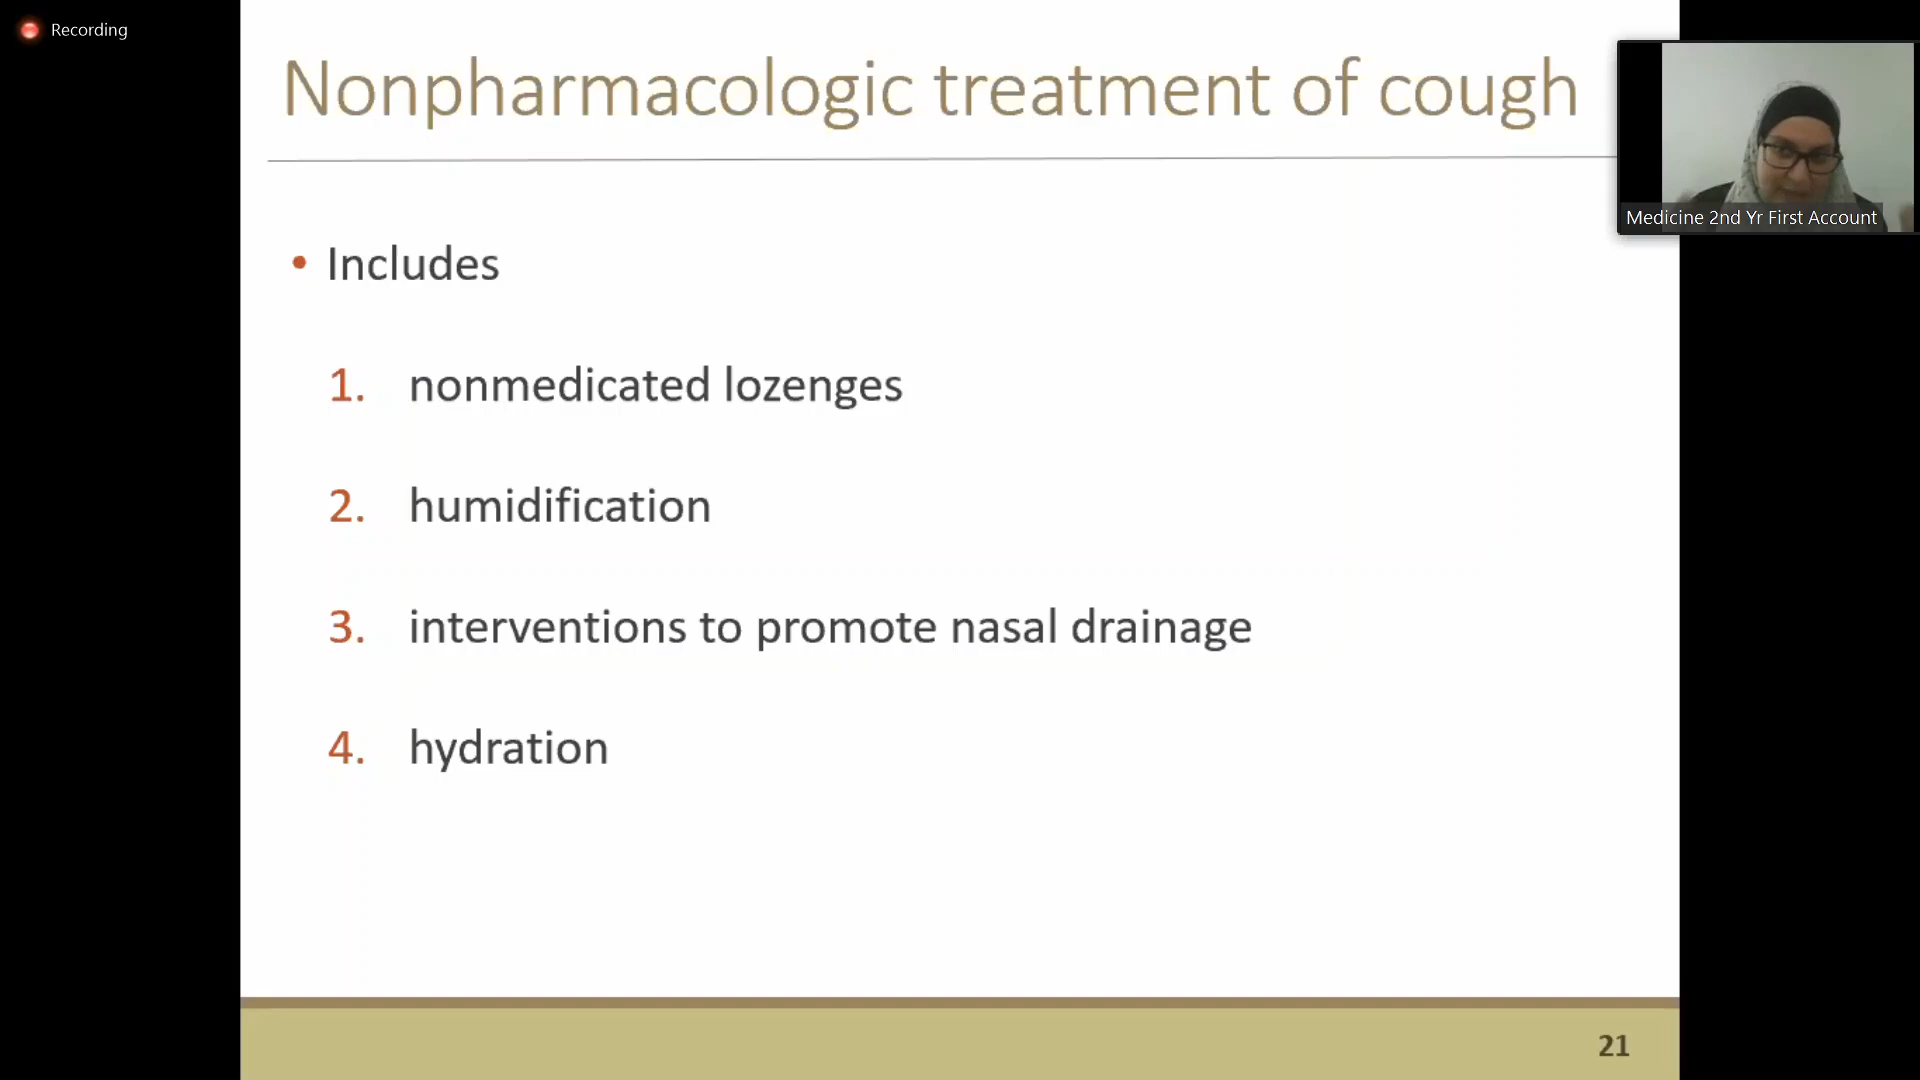 Recording
Nonpharmacologic treatment of cough
Medicine 2nd Yr First Account
• Includes
1. nonmedicated lozenges
2. humidification
3. interventions to promote nasal drainage
4. hydration
21